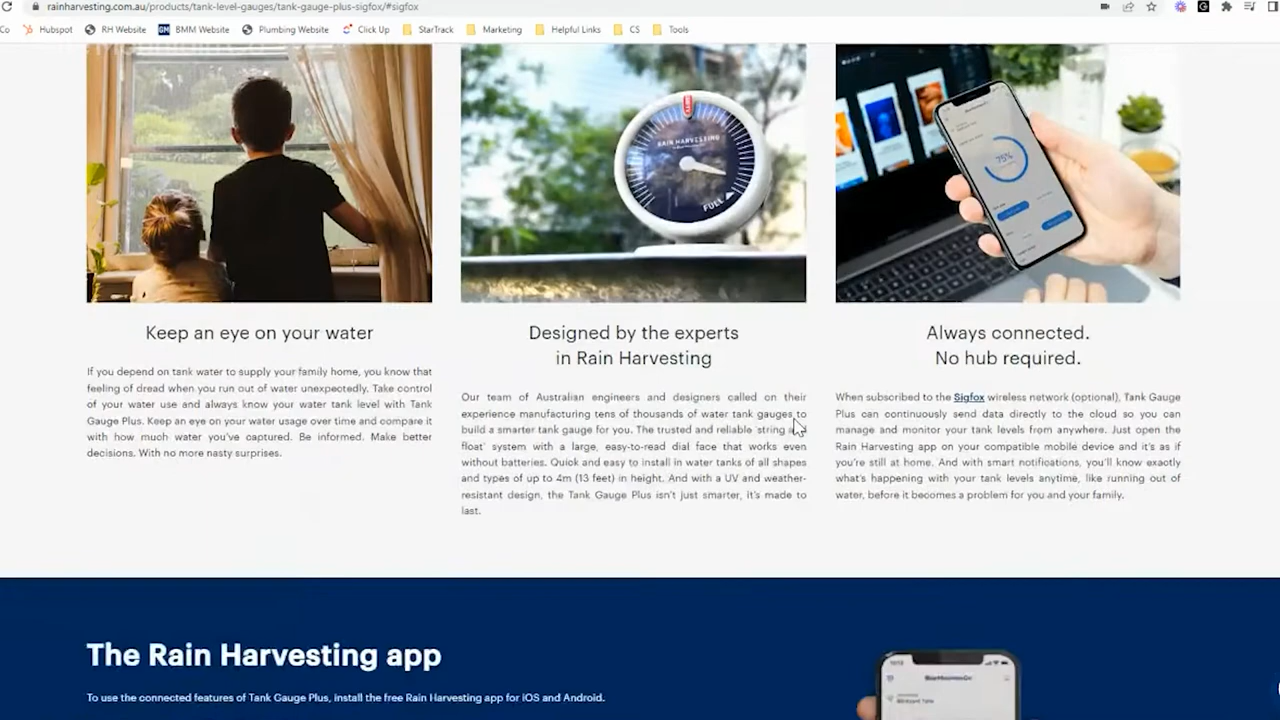 rainharvesting.com.au/products/tank-level-gauges/tank-gauge-plus-sigfox/#sigfox
Co Hubspot RH Website BMM Website Plumbing Website Click Up StarTrack Marketing Helpful Links CS Tools
RAIN HARVESTING
FULL
75%
Keep an eye on your water
If you depend on tank water to supply your family home, you know that
feeling of dread when you run out of water unexpectedly. Take control
of your water use and always know your water tank level with Tank
Gauge Plus. Keep an eye on your water usage over time and compare it
with how much water you've captured. Be informed. Make better
decisions. With no more nasty surprises.
Designed by the experts
in Rain Harvesting
Our team of Australian engineers and designers called on their
experience manufacturing tens of thousands of water tank gauges to
build a smarter tank gauge for you. The trusted and reliable 'string
float' system with a large, easy-to-read dial face that works even
without batteries. Quick and easy to install in water tanks of all shapes
and types of up to 4m (13 feet) in height. And with a UV and weather-
resistant design, the Tank Gauge Plus isn't just smarter, it's made to
last.
Always connected.
No hub required.
When subscribed to the Sigfox wireless network (optional), Tank Gauge
Plus can continuously send data directly to the cloud so you can
manage and monitor your tank levels from anywhere. Just open the
Rain Harvesting app on your compatible mobile device and it's as if
you're still at home. And with smart notifications, you'll know exactly
what's happening with your tank levels anytime, like running out of
water, before it becomes a problem for you and your family.
The Rain Harvesting app
To use the connected features of Tank Gauge Plus, install the free Rain Harvesting app for iOS and Android.